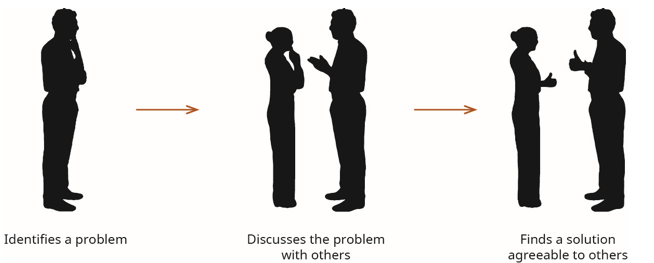 Identifies a problem
Discusses the problem
with others
Finds a solution
agreeable to others